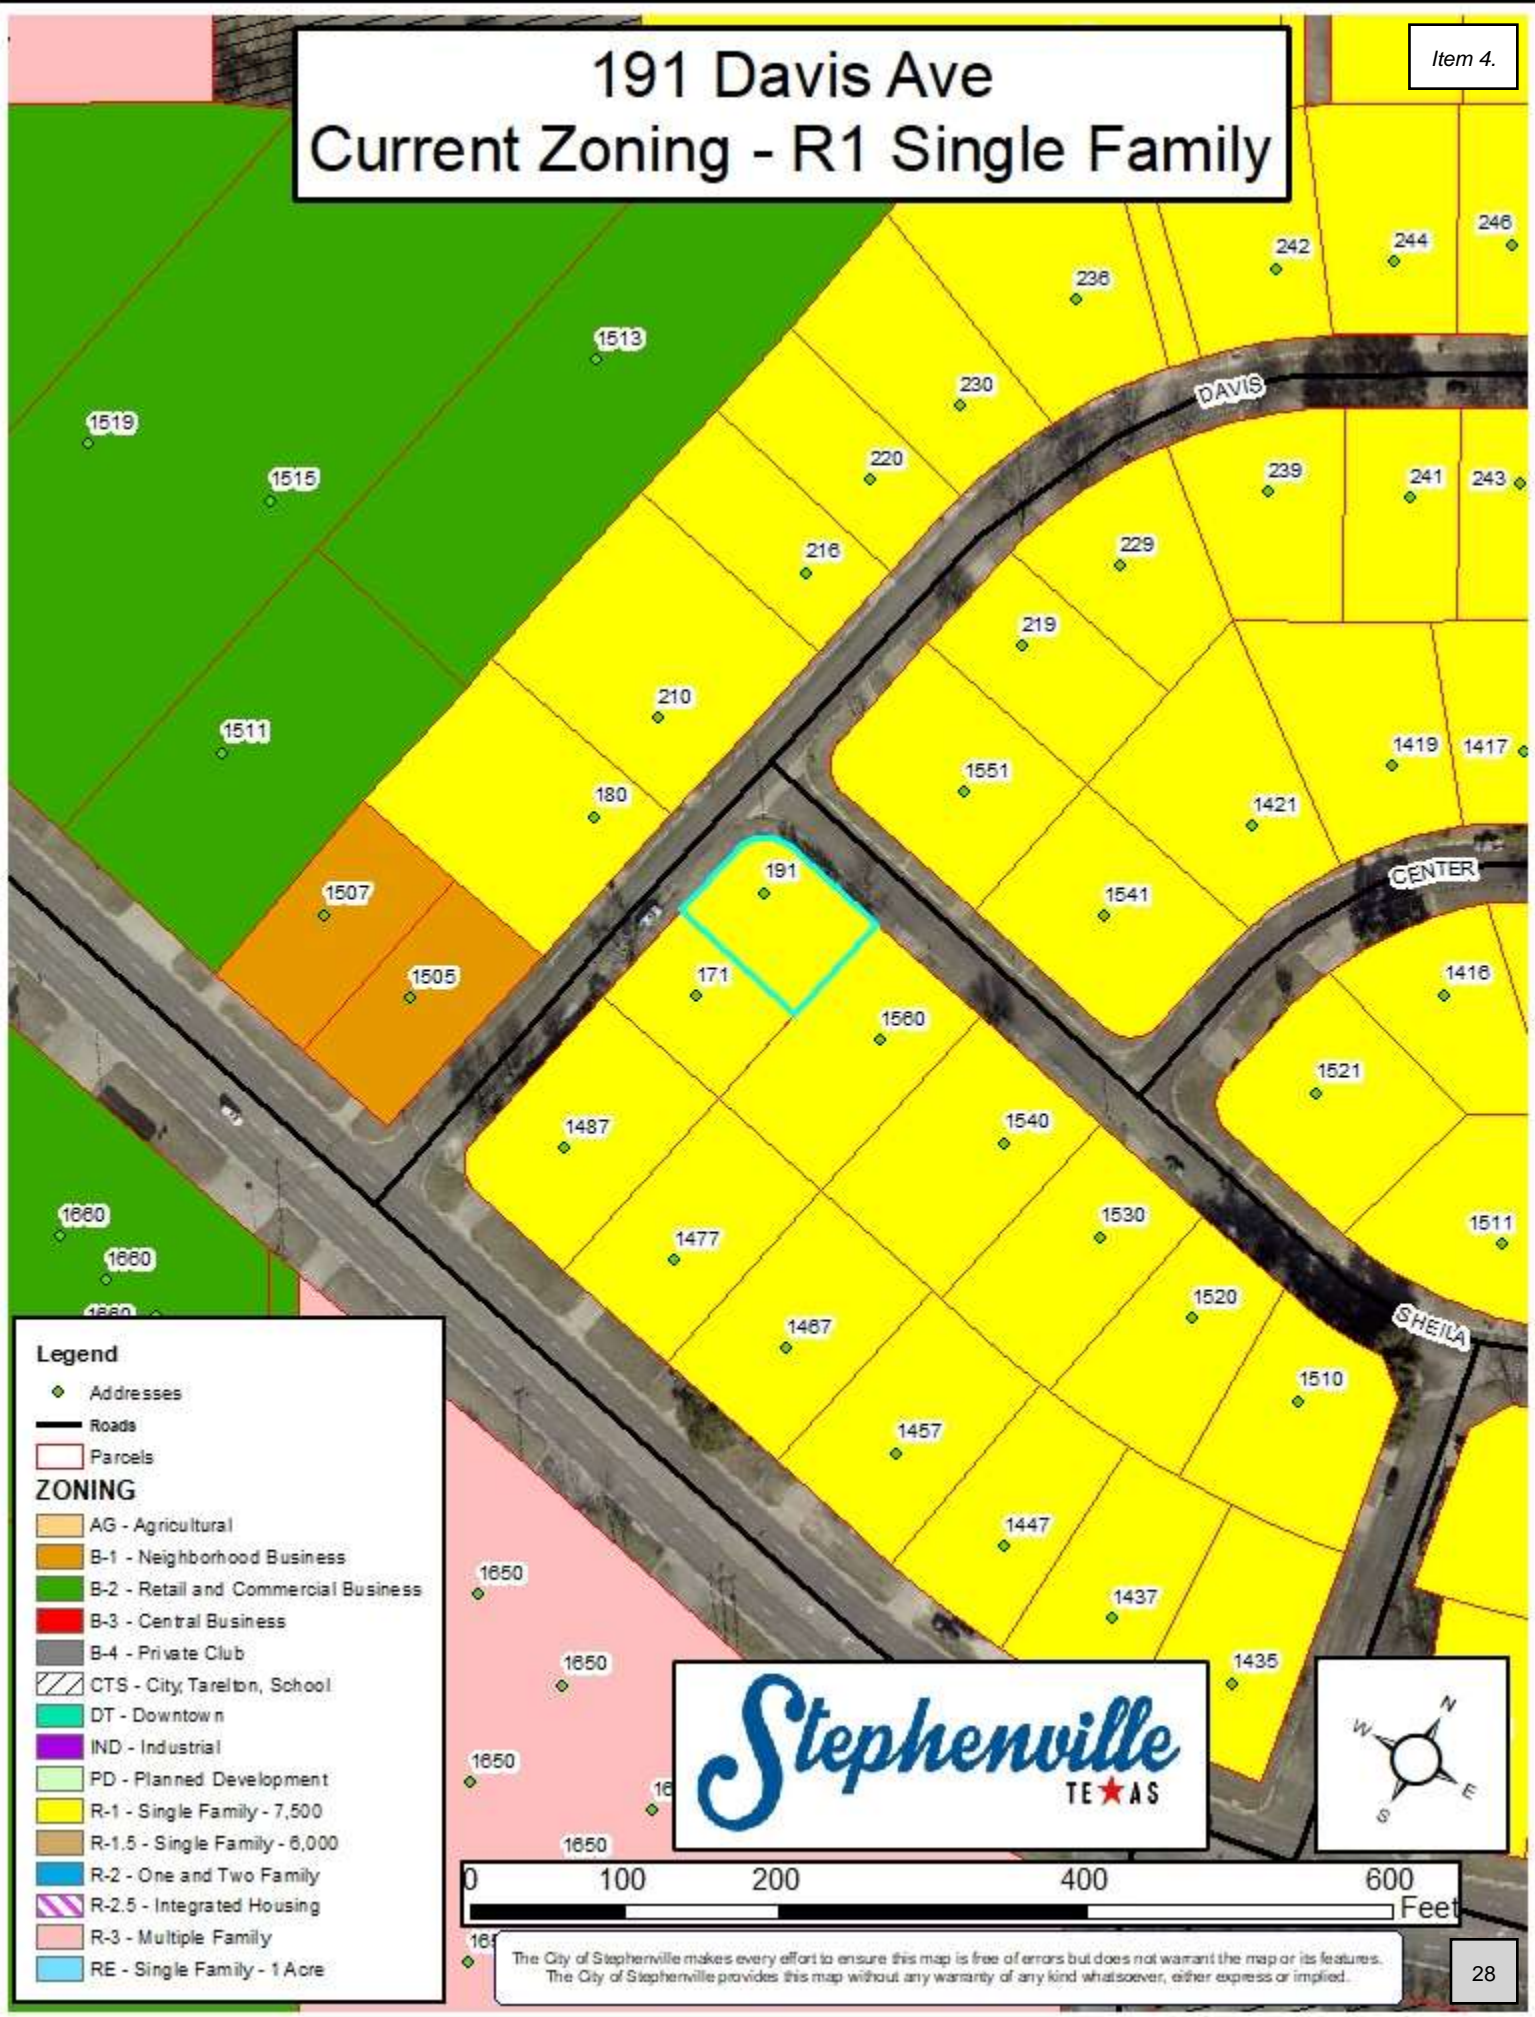 191 Davis Ave
Current Zoning - R1 Single Family
Item 4.
246
244
242
236
1513
DAVIS
230
1519
220
239
241
243
1515
216
229
219
210
1511
1551
1419
1417
180
1421
CENTER
191
1507
1541
1505
171
1416
1560
1521
1487
1540
1660
1530
1511
1477
1660
1520
1660
SHEILA
1467
1510
1457
1447
1650
1437
1650
1435
1650
16
1650
165
Legend
Addresses
Roads
Parcels
ZONING
AG - Agricultural
B-1 - Neighborhood Business
B-2 - Retail and Commercial Business
B-3 - Central Business
B-4 - Private Club
CTS - City, Tarelton, School
DT - Downtown
IND - Industrial
PD - Planned Development
R-1 - Single Family - 7,500
R-1.5 - Single Family - 6,000
R-2 - One and Two Family
R-2.5 - Integrated Housing
R-3 - Multiple Family
RE - Single Family - 1 Acre
Stephenville
TEXAS
N
W
E
S
0 100 200 400 600
Feet
The City of Stephenville makes every effort to ensure this map is free of errors but does not warrant the map or its features.
The City of Stephenville provides this map without any warranty of any kind whatsoever, either express or implied.
28